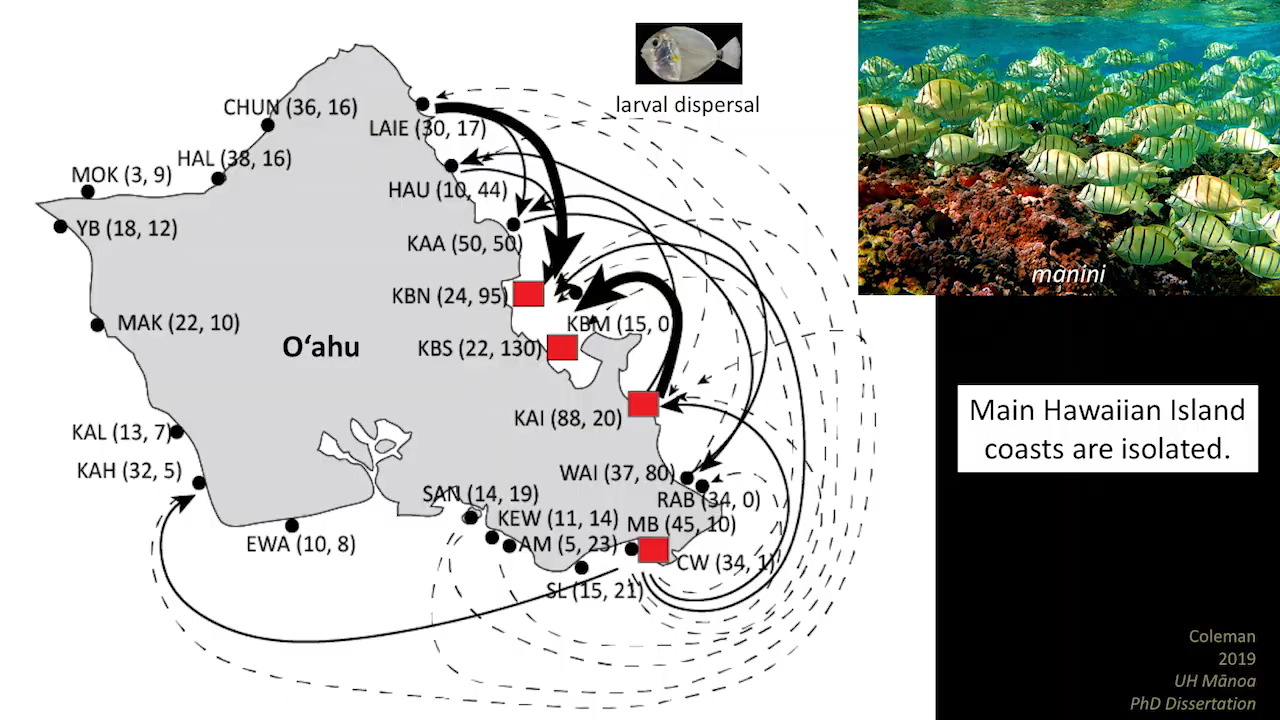 larval dispersal
CHUN (36, 16)
LAIE (30, 17)
HAL (38, 16)
MOK (3, 9)
HAU (10, 44)
YB (18, 12)
KAA (50, 50)
manini
KBN (24, 95)
MAK (22, 10)
KBM (15, 0)
Oʻahu
KBS (22, 130)
KAI (88, 20)
Main Hawaiian Island
coasts are isolated.
KAL (13, 7)
KAH (32, 5)
WAI (37, 80)
SAN (14, 19)
RAB (34, 0)
KEW (11, 14)
MB (45, 10)
EWA (10, 8)
AM (5, 23)
CW (34, 1)
SL (15, 21)
Coleman
2019
UH Mānoa
PhD Dissertation